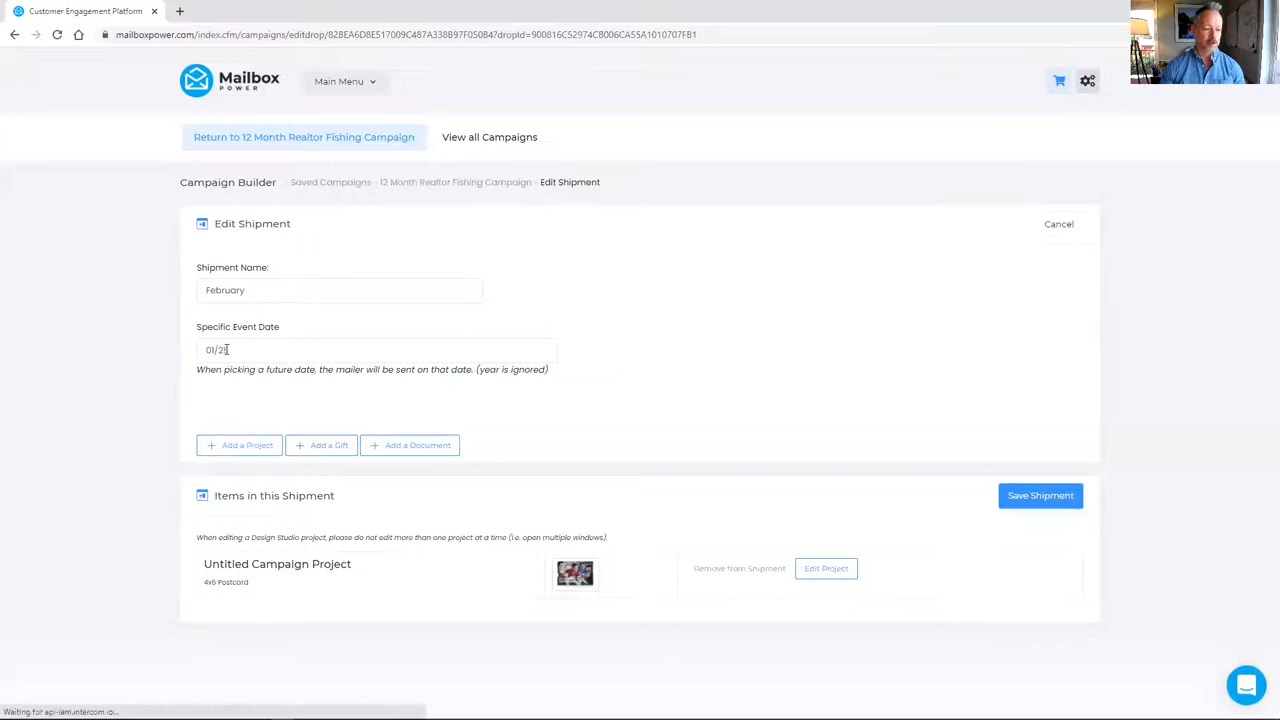 Customer Engagement Platform
mailboxpower.com/index.cfm/campaigns/editdrop/82BEA6D8E517009C487A338B97F050B4?dropId=900816C52974CB006CA55A1010707FB1
Mailbox
POWER
Main Menu
Return to 12 Month Realtor Fishing Campaign
View all Campaigns
Campaign Builder
Saved Campaigns
12 Month Realtor Fishing Campaign
Edit Shipment
Edit Shipment
Cancel
Shipment Name:
February
Specific Event Date
When picking a future date, the mailer will be sent on that date. (year is ignored)
+ Add a Project
+ Add a Gift
+ Add a Document
Items in this Shipment
Save Shipment
When editing a Design Studio project, please do not edit more than one project at a time (i.e. open multiple windows).
Untitled Campaign Project
4x6 Postcard
Remove from Shipment
Edit Project
Waiting for api-iam.intercom.io...